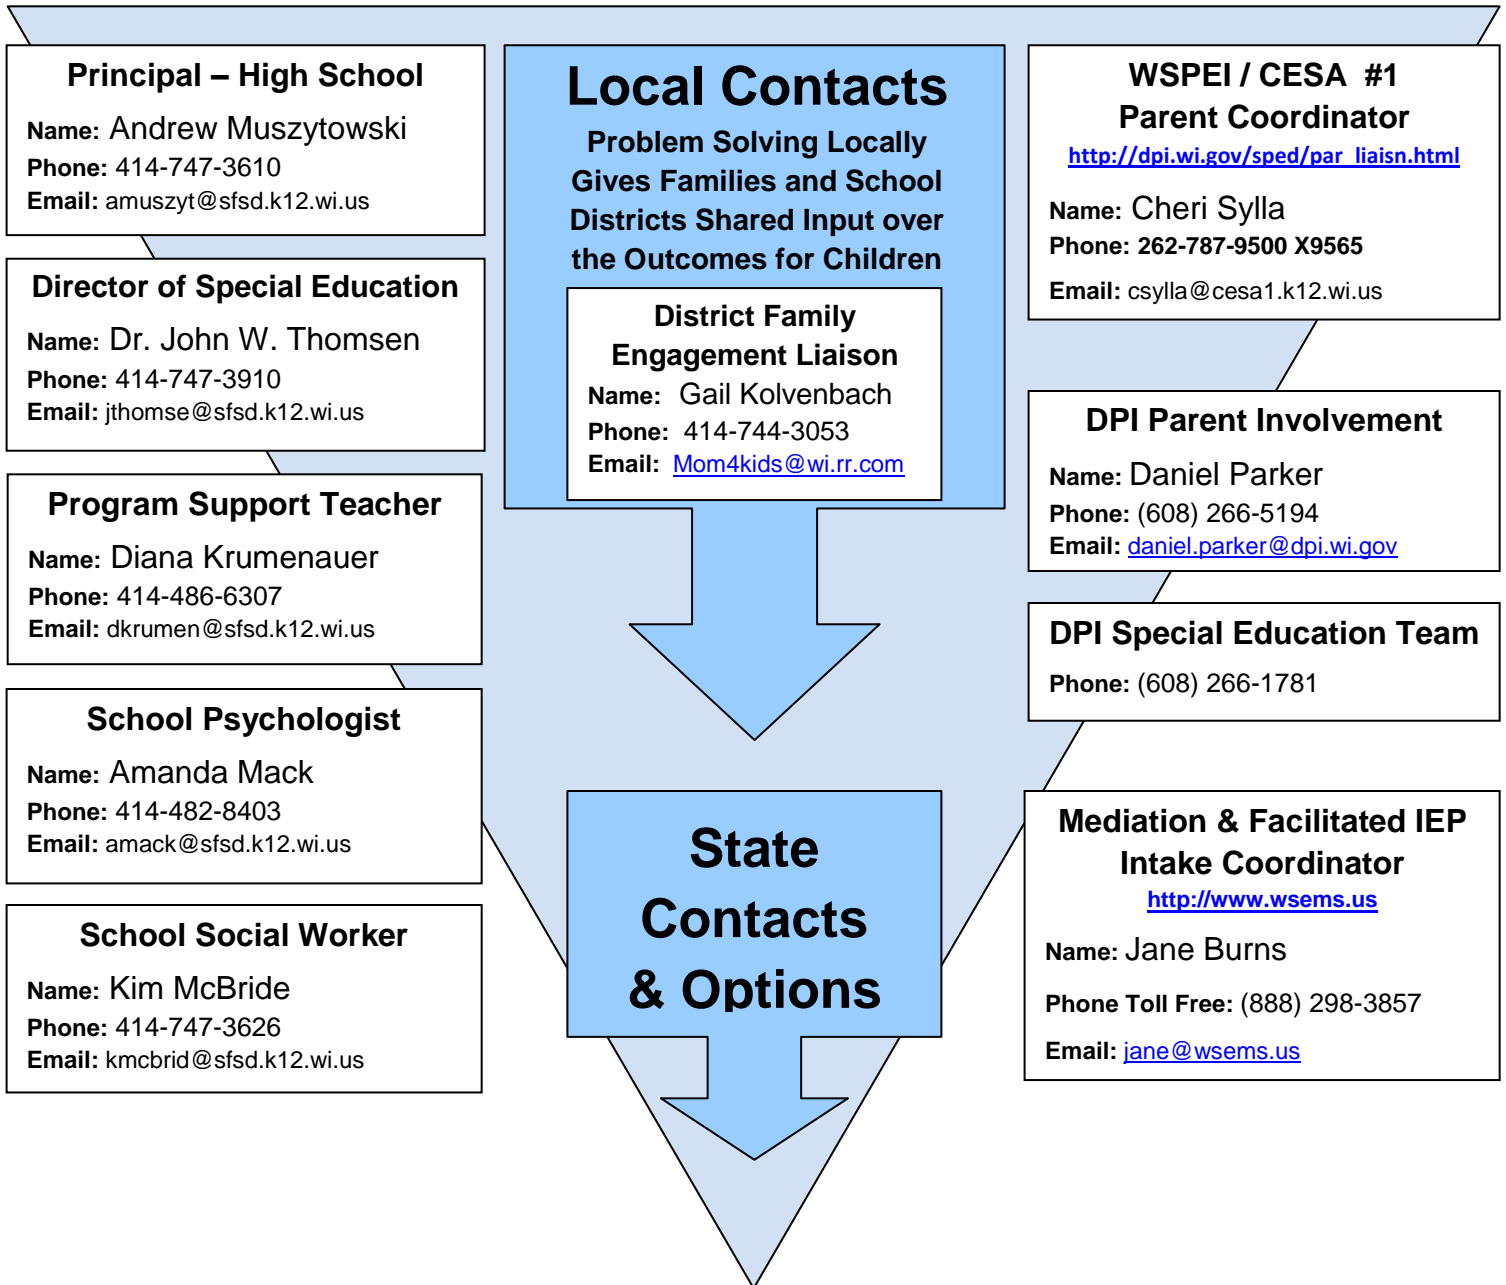 Principal – High School
Name: Andrew Muszytowski
Phone: 414-747-3610
Email: amuszyt@sfsd.k12.wi.us
Director of Special Education
Name: Dr. John W. Thomsen
Phone: 414-747-3910
Email: jthomse@sfsd.k12.wi.us
Program Support Teacher
Name: Diana Krumenauer
Phone: 414-486-6307
Email: dkrumen@sfsd.k12.wi.us
School Psychologist
Name: Amanda Mack
Phone: 414-482-8403
Email: amack@sfsd.k12.wi.us
School Social Worker
Name: Kim McBride
Phone: 414-747-3626
Email: kmcbrid@sfsd.k12.wi.us
Local Contacts
Problem Solving Locally
Gives Families and School
Districts Shared Input over
the Outcomes for Children
District Family
Engagement Liaison
Name: Gail Kolvenbach
Phone: 414-744-3053
Email: Mom4kids@wi.rr.com
State
Contacts
& Options
WSPEI / CESA #1
Parent Coordinator
http://dpi.wi.gov/sped/par_liaisn.html
Name: Cheri Sylla
Phone: 262-787-9500 X9565
Email: csylla@cesa1.k12.wi.us
DPI Parent Involvement
Name: Daniel Parker
Phone: (608) 266-5194
Email: daniel.parker@dpi.wi.gov
DPI Special Education Team
Phone: (608) 266-1781
Mediation & Facilitated IEP
Intake Coordinator
http://www.wsems.us
Name: Jane Burns
Phone Toll Free: (888) 298-3857
Email: jane@wsems.us